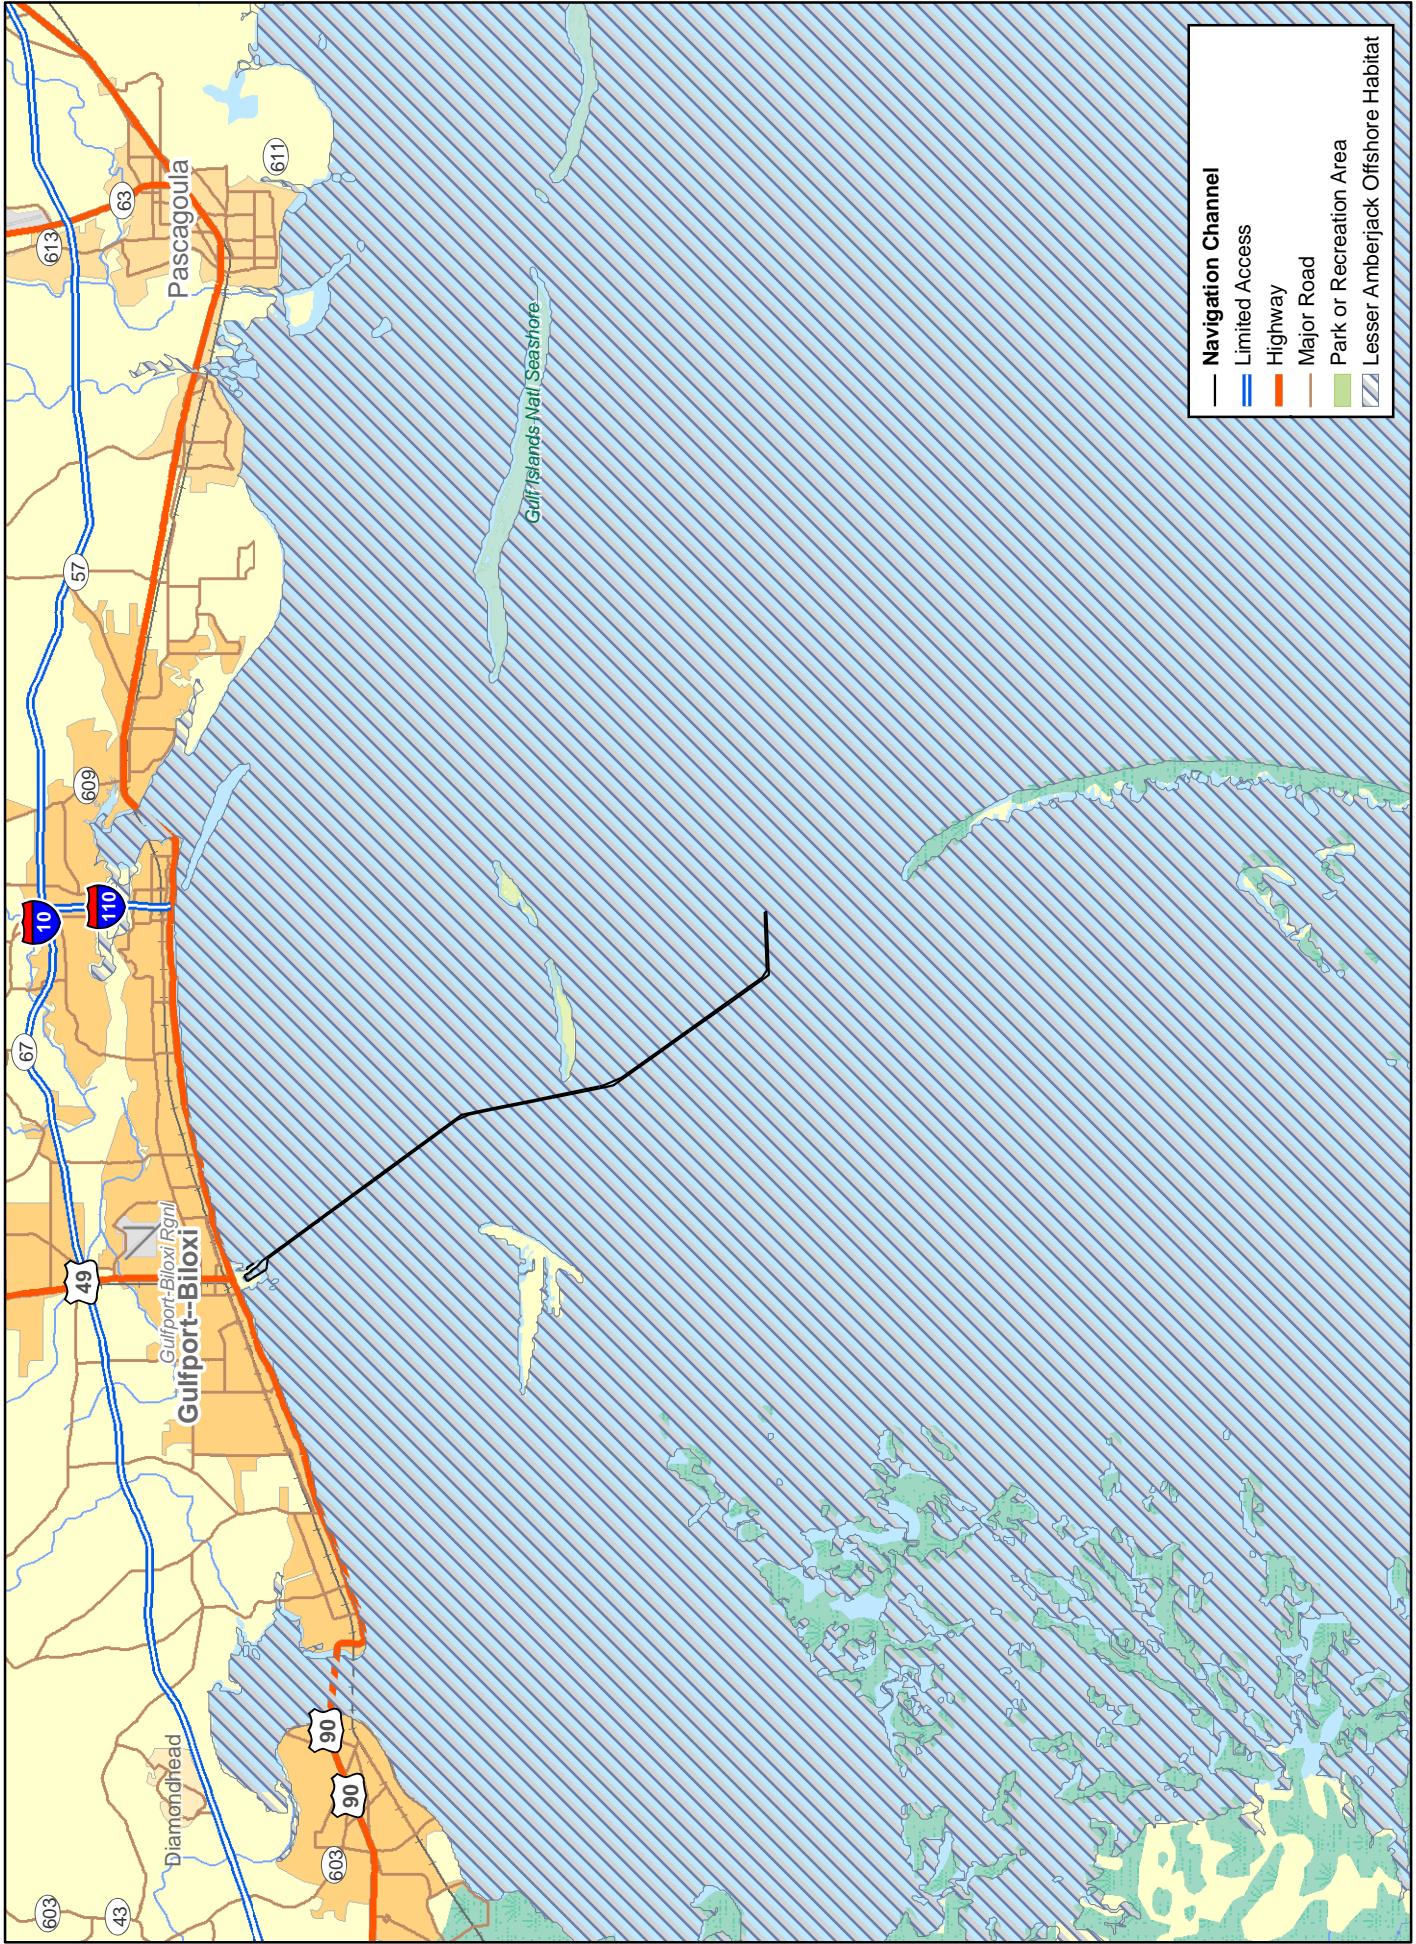 603
67
10
613
49
609
57
43
110
63
Diamondhead
Gulfport-Biloxi Rgnl
Gulfport--Biloxi
Pascagoula
611
90
603
90
Gulf Islands Natl Seashore
Navigation Channel
Limited Access
Highway
Major Road
Park or Recreation Area
Lesser Amberjack Offshore Habitat